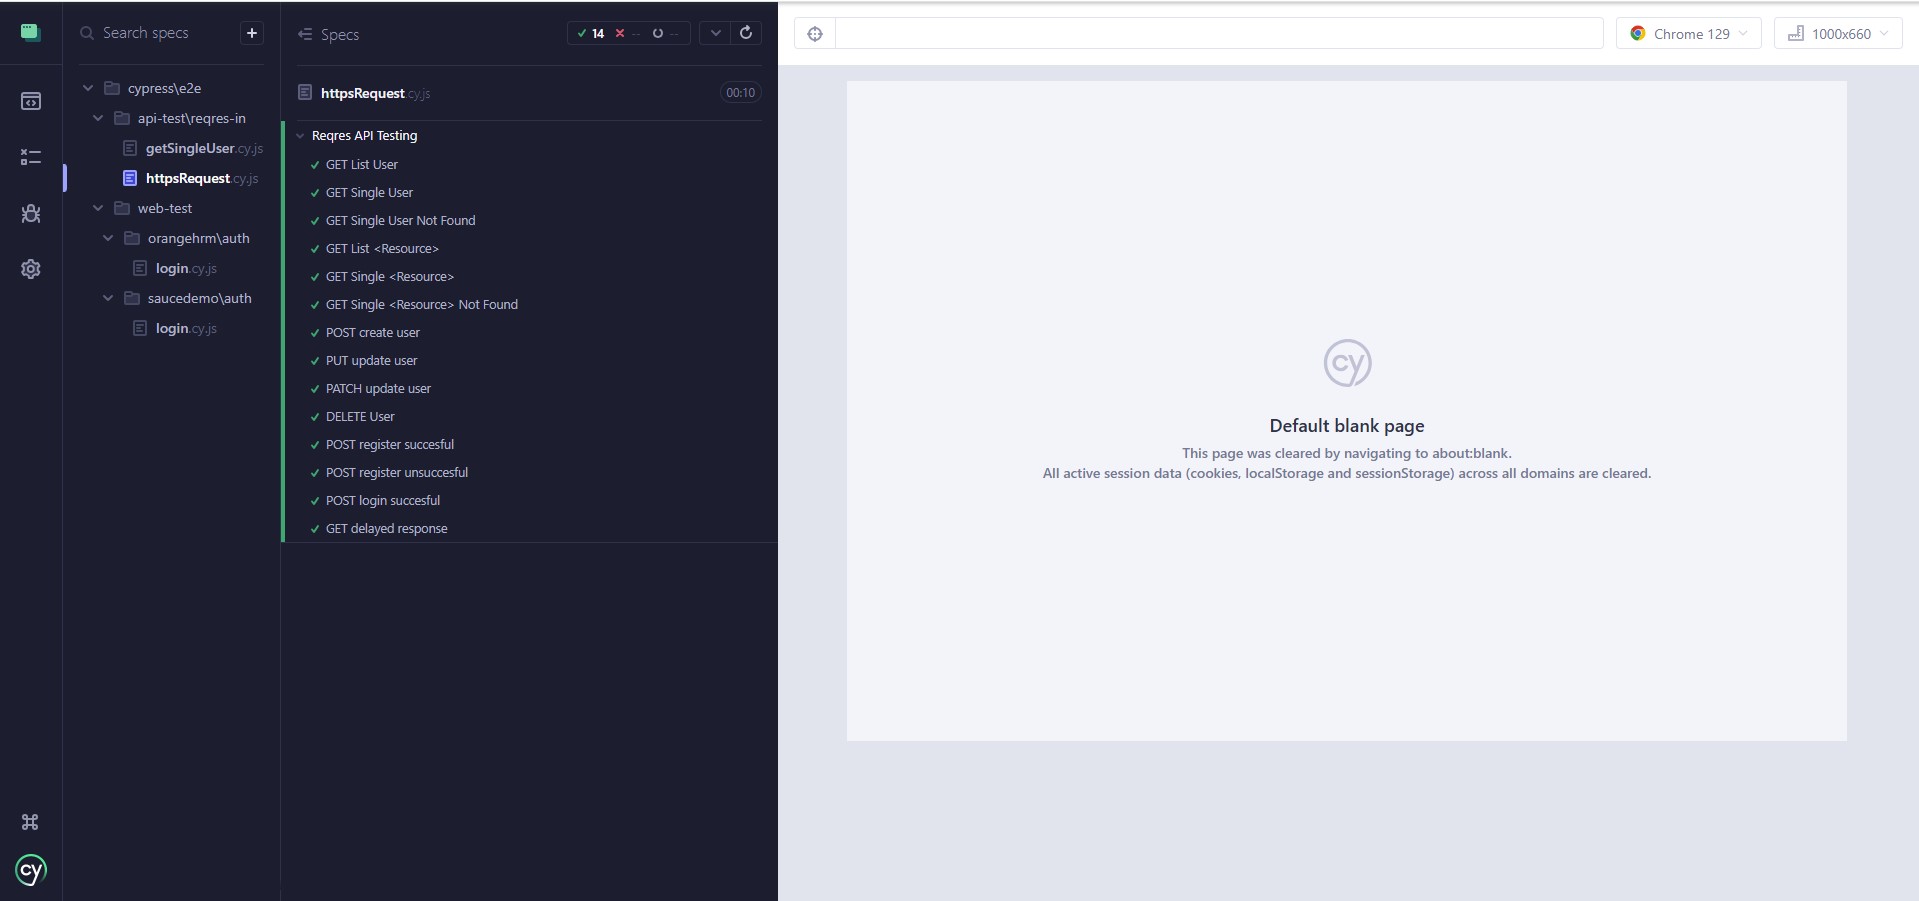 Search specs
+
cypress\e2e
api-test\reqres-in
getSingleUser.cy.js
httpsRequest.cy.js
web-test
orangehrm\auth
login.cy.js
saucedemo\auth
login.cy.js
cy
Specs
14 -- --
httpsRequest.cy.js 00:10
Reqres API Testing
GET List User
GET Single User
GET Single User Not Found
GET List <Resource>
GET Single <Resource>
GET Single <Resource> Not Found
POST create user
PUT update user
PATCH update user
DELETE User
POST register succesful
POST register unsuccesful
POST login succesful
GET delayed response
Chrome 129
1000x660
cy
Default blank page
This page was cleared by navigating to about:blank.
All active session data (cookies, localStorage and sessionStorage) across all domains are cleared.